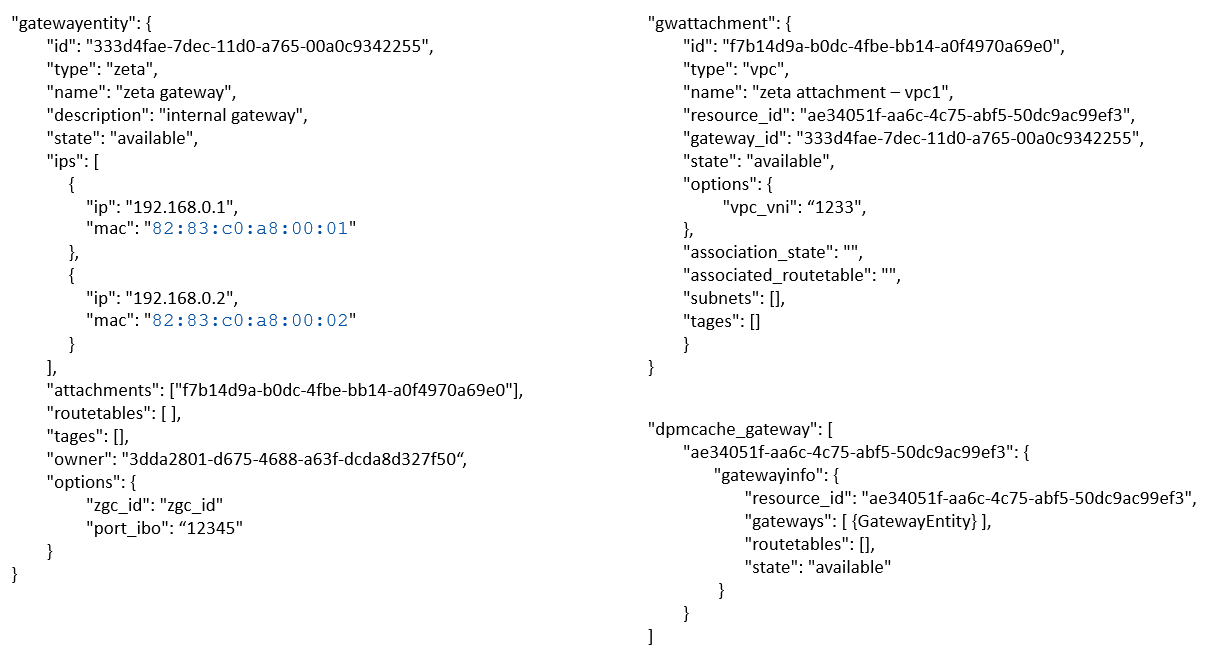 "gatewayentity": {
"id": "333d4fae-7dec-11d0-a765-00a0c9342255",
"type": "zeta",
"name": "zeta gateway",
"description": "internal gateway",
"state": "available",
"ips": [
{
"ip": "192.168.0.1",
"mac": "82:83:c0:a8:00:01"
},
{
"ip": "192.168.0.2",
"mac": "82:83:c0:a8:00:02"
}
],
"attachments": ["f7b14d9a-b0dc-4fbe-bb14-a0f4970a69e0"],
"routetables": [ ],
"tages": [],
"owner": "3dda2801-d675-4688-a63f-dcda8d327f50“,
"options": {
"zgc_id": "zgc_id"
"port_ibo": “12345"
}
}
"gwattachment": {
"id": "f7b14d9a-b0dc-4fbe-bb14-a0f4970a69e0",
"type": "vpc",
"name": "zeta attachment – vpc1",
"resource_id": "ae34051f-aa6c-4c75-abf5-50dc9ac99ef3",
"gateway_id": "333d4fae-7dec-11d0-a765-00a0c9342255",
"state": "available",
"options": {
"vpc_vni": “1233",
},
"association_state": "",
"associated_routetable": "",
"subnets": [],
"tages": []
}
}
"dpmcache_gateway": [
"ae34051f-aa6c-4c75-abf5-50dc9ac99ef3": {
"gatewayinfo": {
"resource_id": "ae34051f-aa6c-4c75-abf5-50dc9ac99ef3",
"gateways": [ {GatewayEntity} ],
"routetables": [],
"state": "available"
}
}
]